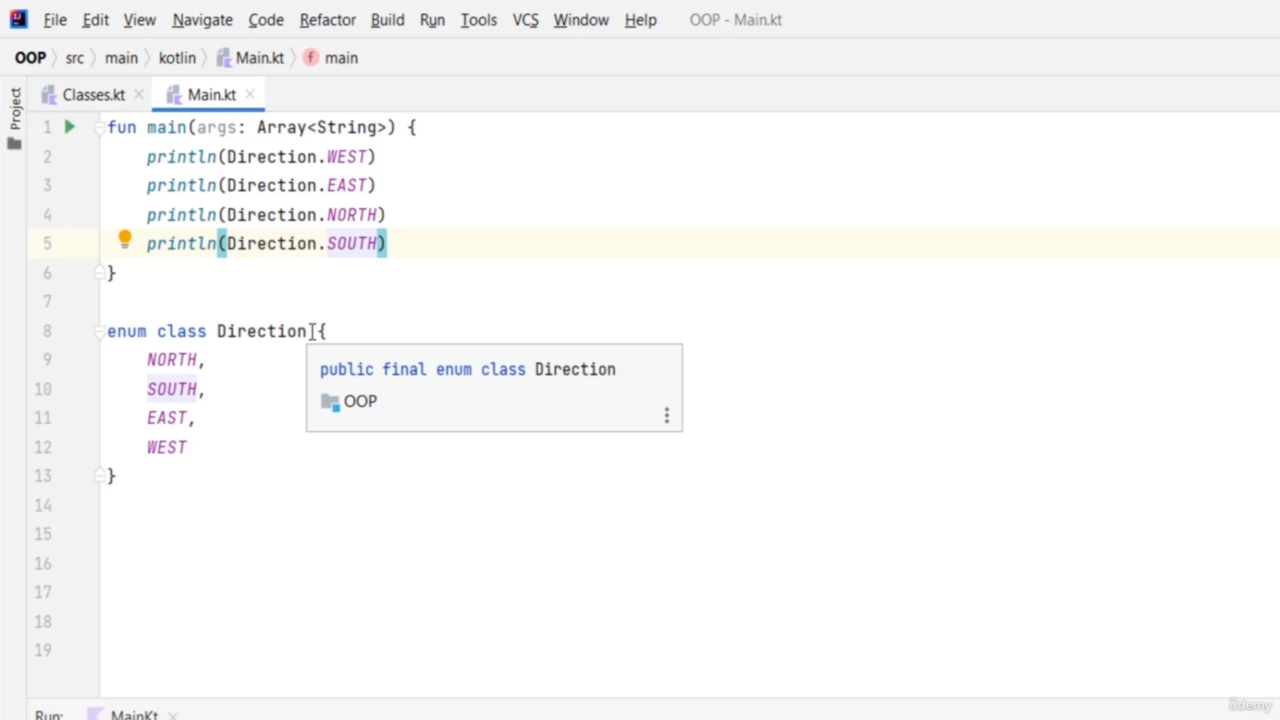 File Edit View Navigate Code Refactor Build Run Tools VCS Window Help OOP - Main.kt
OOP src main kotlin Main.kt f main
Project
Classes.kt Main.kt
1 fun main(args: Array<String>) {
2 println(Direction.WEST)
3 println(Direction.EAST)
4 println(Direction.NORTH)
5 println(Direction.SOUTH)
6 }
7
8 enum class Direction {
9 NORTH,
10 SOUTH,
11 EAST,
12 WEST
13 }
14
15
16
17
18
19
public final enum class Direction
OOP
Run: MainKt
udemy